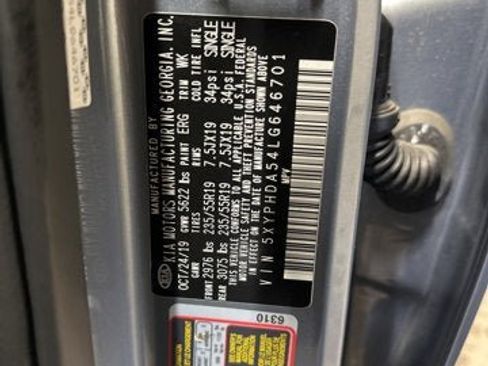 MANUFACTURED BY
KIA MOTORS MANUFACTURING GEORGIA, INC.
OCT/24/19 GVWR 5622 lbs PAINT ERG TRIM WK
GAWR TIRES RIMS COLD TIRE INFL
FRONT 2976 lbs 235/55R19 7.5JX19 34psi SINGLE
REAR 3075 lbs 235/55R19 7.5JX19 34psi SINGLE
THIS VEHICLE CONFORMS TO ALL APPLICABLE U.S.A. FEDERAL
MOTOR VEHICLE SAFETY AND THEFT PREVENTION STANDARDS
IN EFFECT ON THE DATE OF MANUFACTURE SHOWN ABOVE
VIN 5XYPHDA54LG646701
MPV
6310